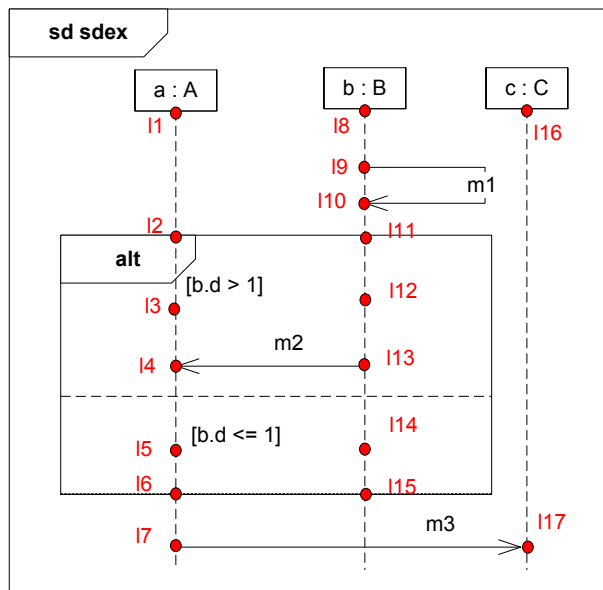 sd sdex
a : A
b : B
c : C
l1
l8
l16
l9
m1
l10
l2
l11
alt
[b.d > 1]
l12
l3
m2
l4
l13
[b.d <= 1]
l14
l5
l6
l15
l7
m3
l17